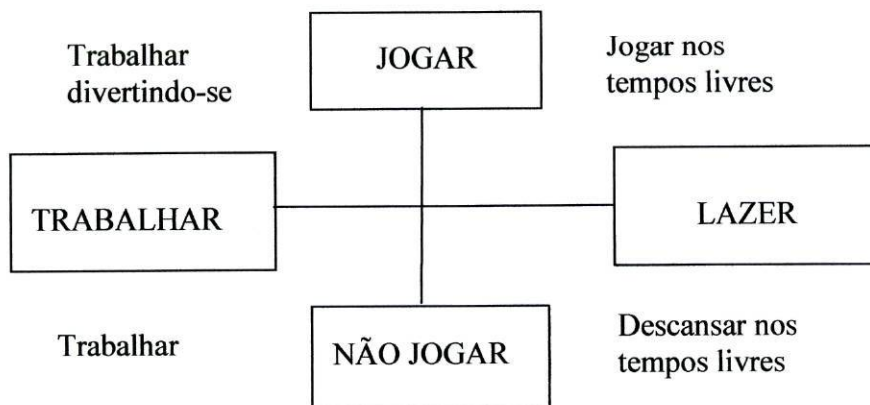 Trabalhar
divertindo-se
JOGAR
Jogar nos
tempos livres
TRABALHAR
LAZER
Trabalhar
NÃO JOGAR
Descansar nos
tempos livres